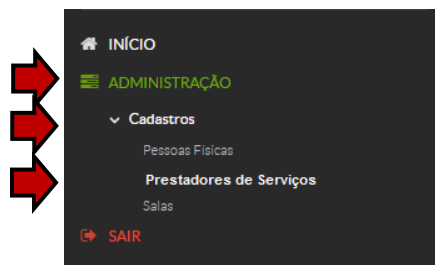 INÍCIO
ADMINISTRAÇÃO
Cadastros
Pessoas Físicas
Prestadores de Serviços
Salas
SAIR